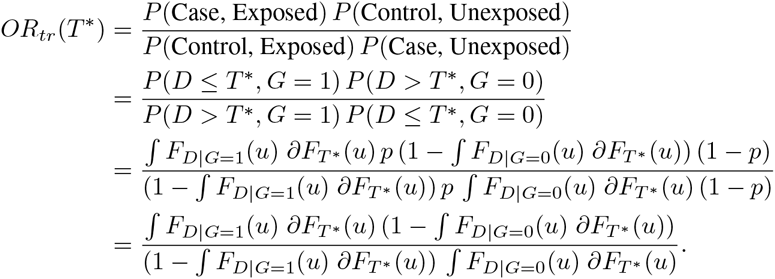 OR_{tr}(T^*) = \frac{P(\text{Case, Exposed}) P(\text{Control, Unexposed})}{P(\text{Control, Exposed}) P(\text{Case, Unexposed})}
= \frac{P(D \leq T^*, G = 1) P(D > T^*, G = 0)}{P(D > T^*, G = 1) P(D \leq T^*, G = 0)}
= \frac{\int F_{D|G=1}(u) \, \partial F_{T^*}(u) \, p \, (1 - \int F_{D|G=0}(u) \, \partial F_{T^*}(u)) \, (1 - p)}{(1 - \int F_{D|G=1}(u) \, \partial F_{T^*}(u)) \, p \, \int F_{D|G=0}(u) \, \partial F_{T^*}(u) \, (1 - p)}
= \frac{\int F_{D|G=1}(u) \, \partial F_{T^*}(u) \, (1 - \int F_{D|G=0}(u) \, \partial F_{T^*}(u))}{(1 - \int F_{D|G=1}(u) \, \partial F_{T^*}(u)) \, \int F_{D|G=0}(u) \, \partial F_{T^*}(u)}.